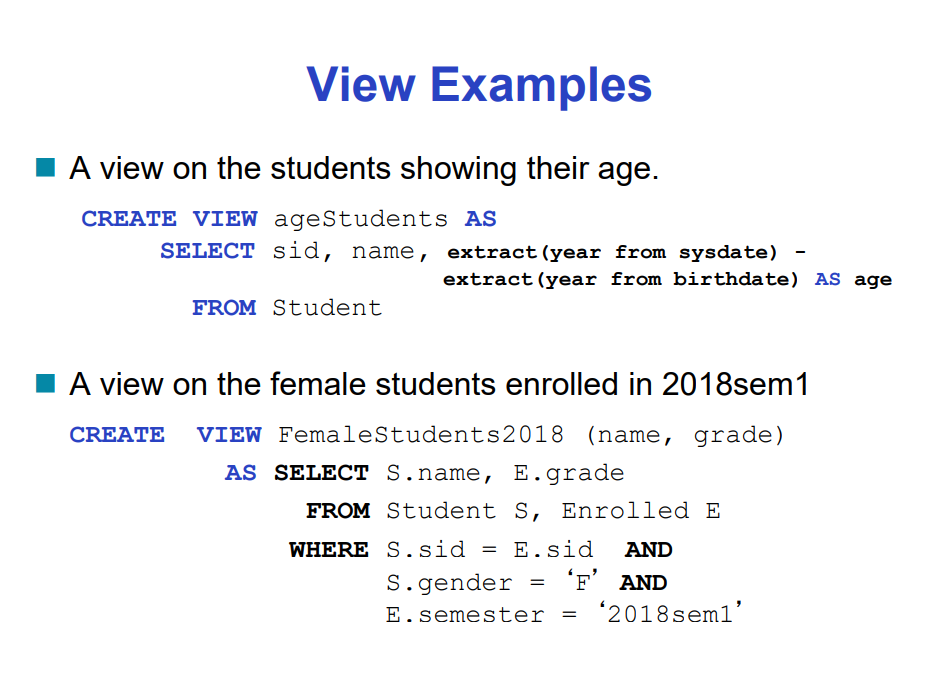 View Examples
A view on the students showing their age.
CREATE VIEW ageStudents AS
SELECT sid, name, extract(year from sysdate) -
extract(year from birthdate) AS age
FROM Student
A view on the female students enrolled in 2018sem1
CREATE VIEW FemaleStudents2018 (name, grade)
AS SELECT S.name, E.grade
FROM Student S, Enrolled E
WHERE S.sid = E.sid AND
S.gender = ‘F’ AND
E.semester = ‘2018sem1’